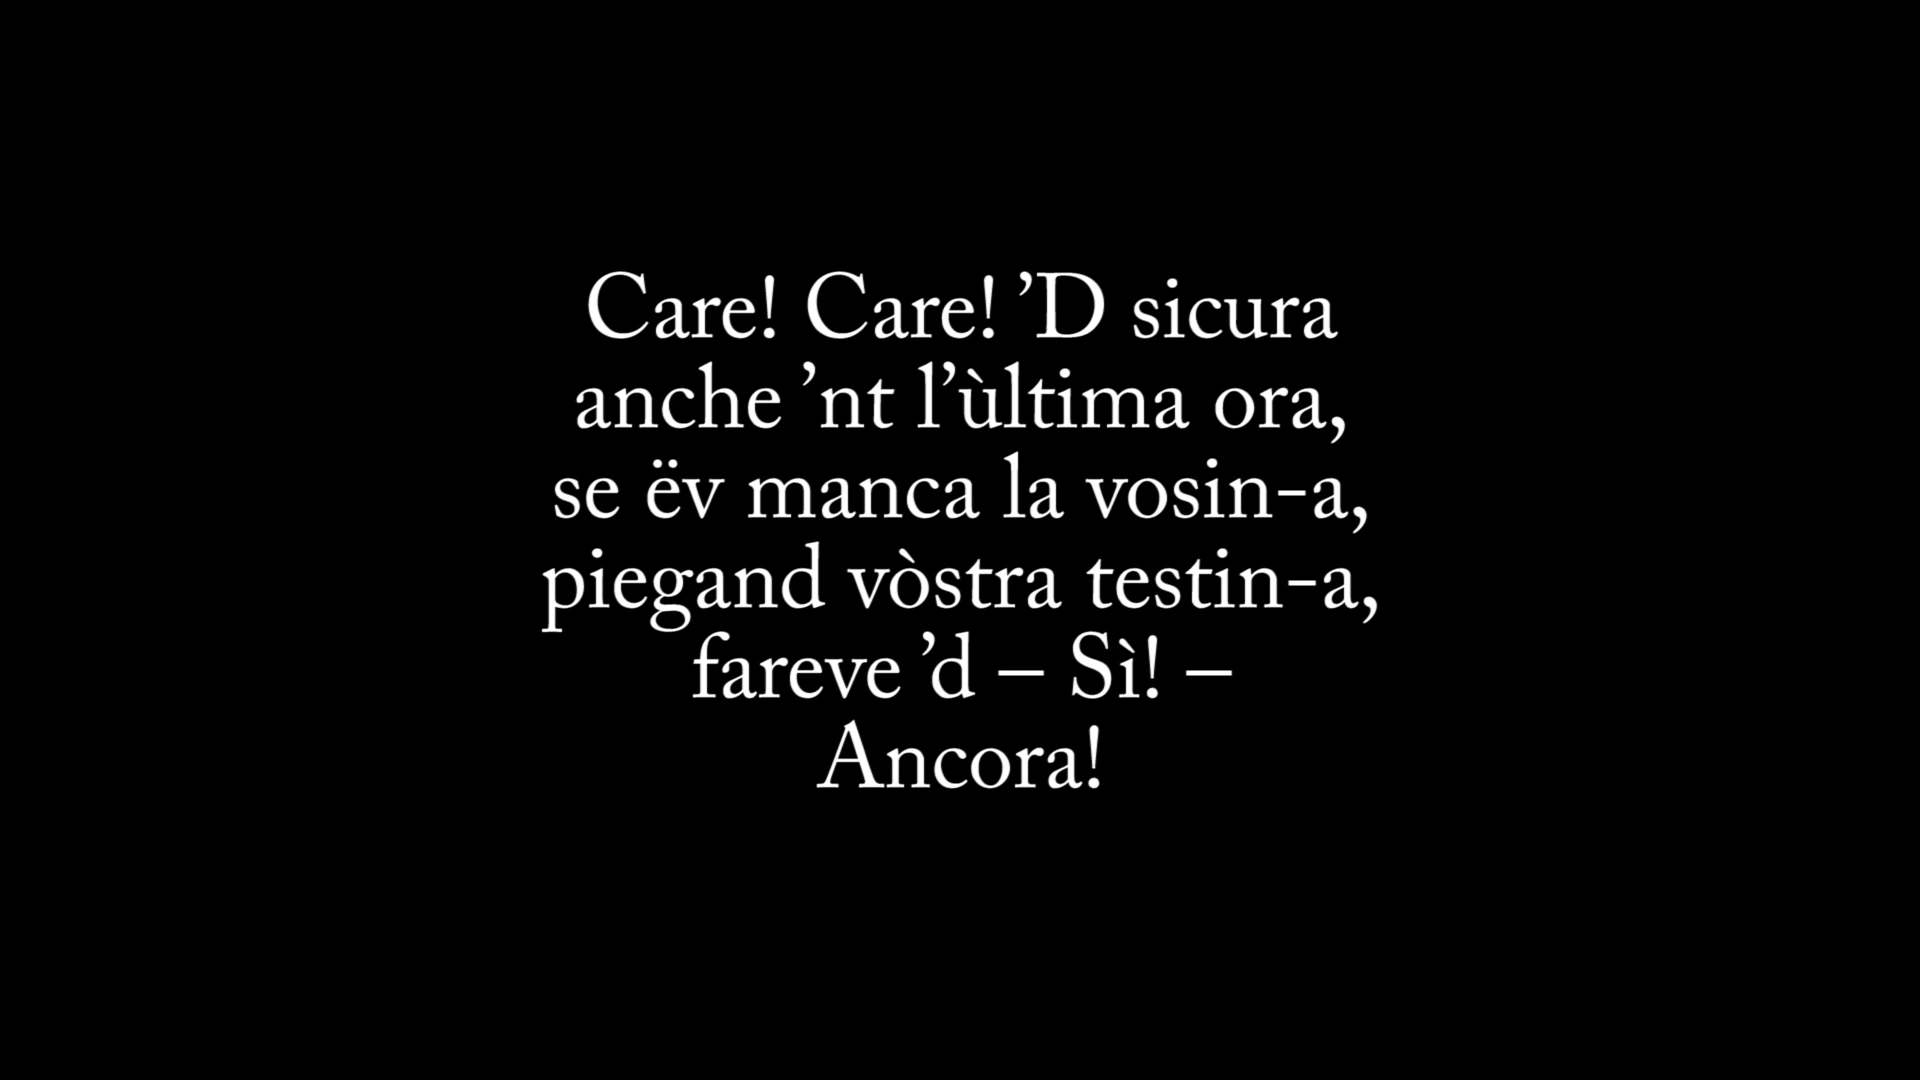 Care! Care! ’D sicura
anche ’nt l’ùltima ora,
se ëv manca la vosin-a,
piegand vòstra testin-a,
fareve ’d – Sì! –
Ancora!